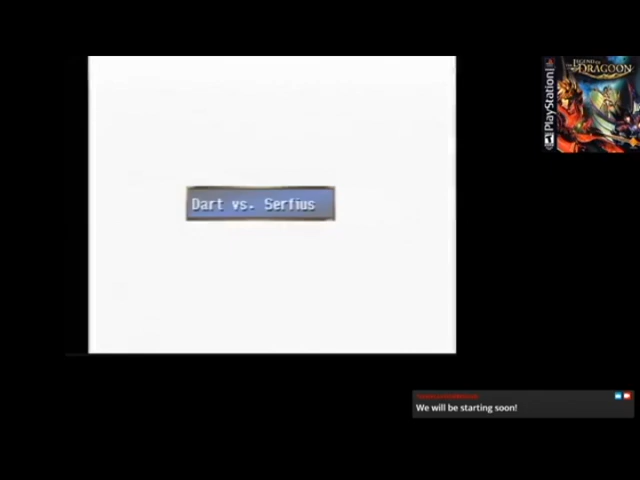 Dart vs. Serfius
PlayStation
LEGEND OF
DRAGOON
We will be starting soon!